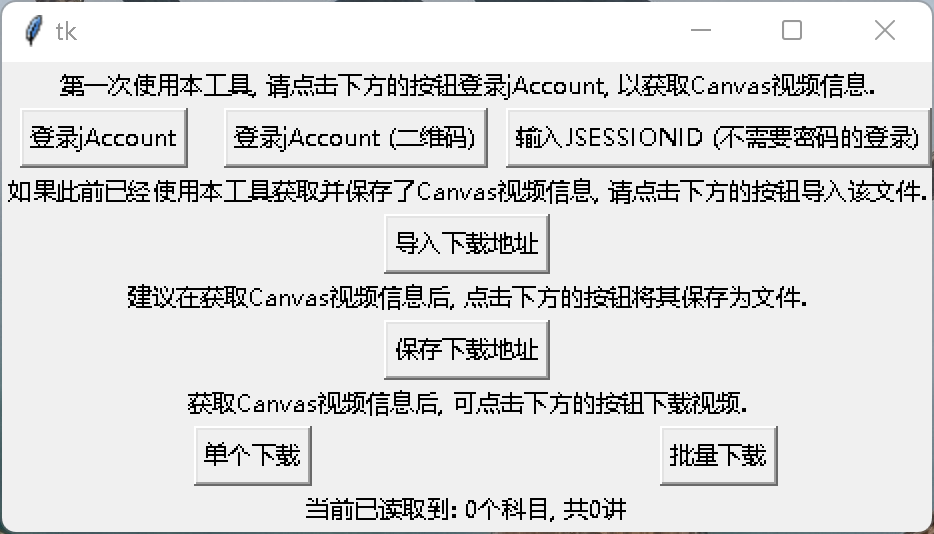 tk
第一次使用本工具, 请点击下方的按钮登录jAccount, 以获取Canvas视频信息.
登录jAccount 登录jAccount (二维码) 输入JSESSIONID (不需要密码的登录)
如果此前已经使用本工具获取并保存了Canvas视频信息, 请点击下方的按钮导入该文件.
导入下载地址
建议在获取Canvas视频信息后, 点击下方的按钮将其保存为文件.
保存下载地址
获取Canvas视频信息后, 可点击下方的按钮下载视频.
单个下载 批量下载
当前已读取到: 0个科目, 共0讲